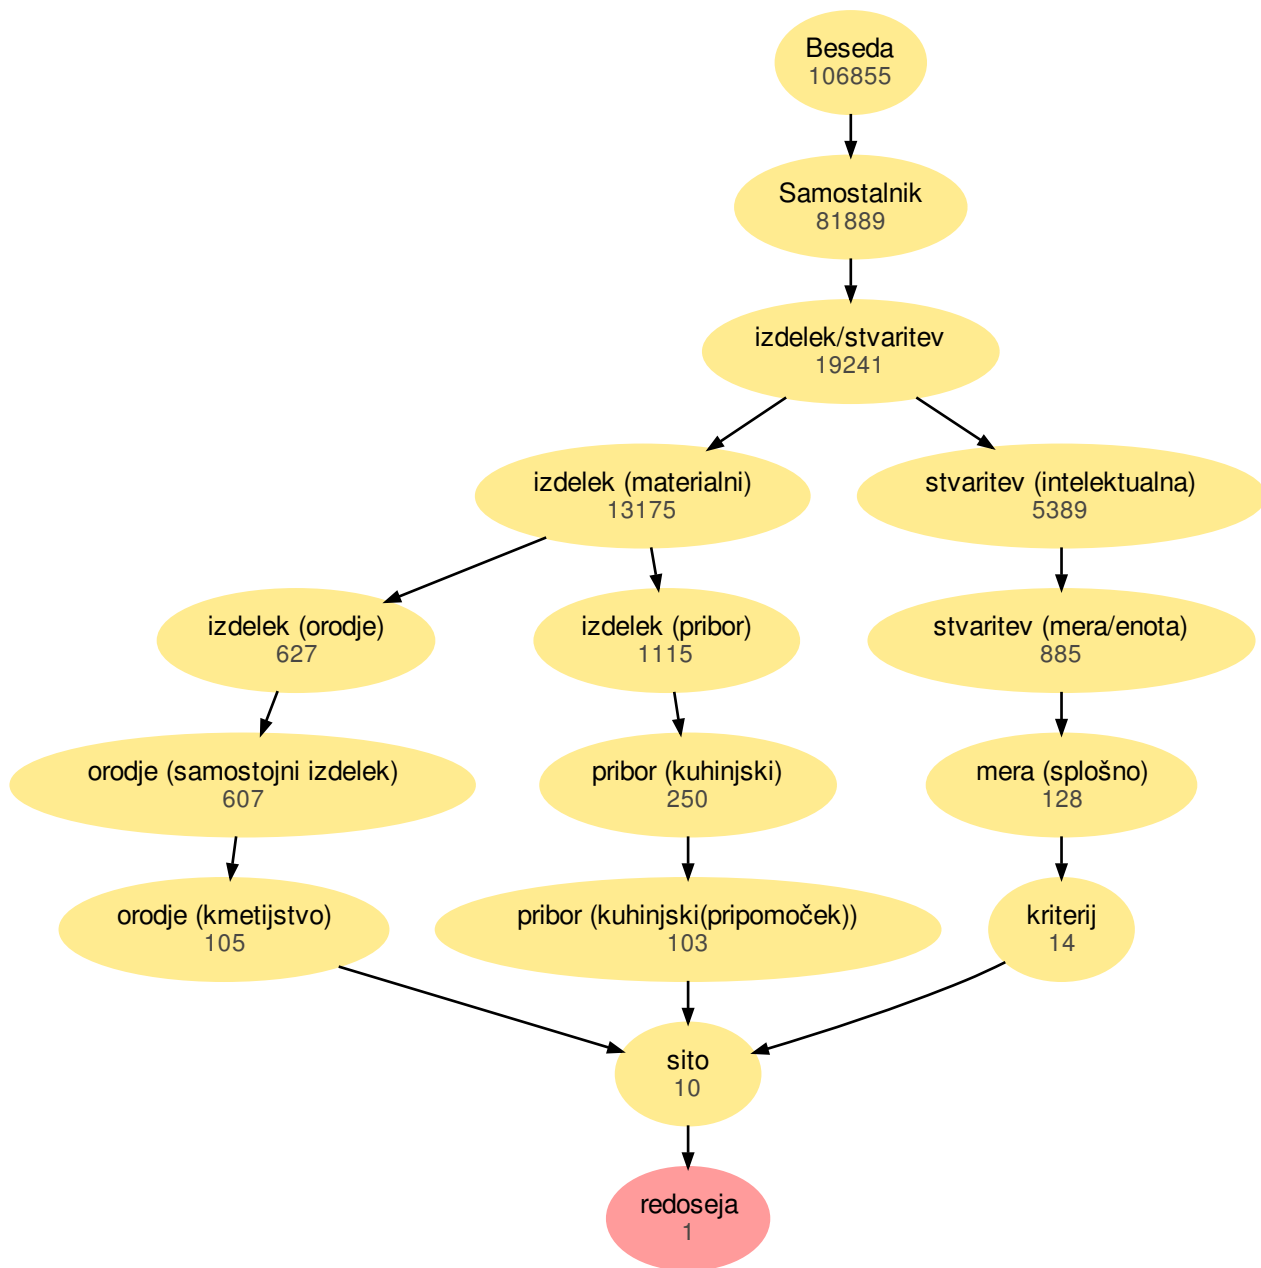 Beseda
106855
Samostalnik
81889
izdelek/stvaritev
19241
izdelek (materialni)
13175
stvaritev (intelektualna)
5389
izdelek (orodje)
627
izdelek (pribor)
1115
stvaritev (mera/enota)
885
orodje (samostojni izdelek)
607
pribor (kuhinjski)
250
mera (splošno)
128
orodje (kmetijstvo)
105
pribor (kuhinjski(pripomoček))
103
kriterij
14
sito
10
redoseja
1